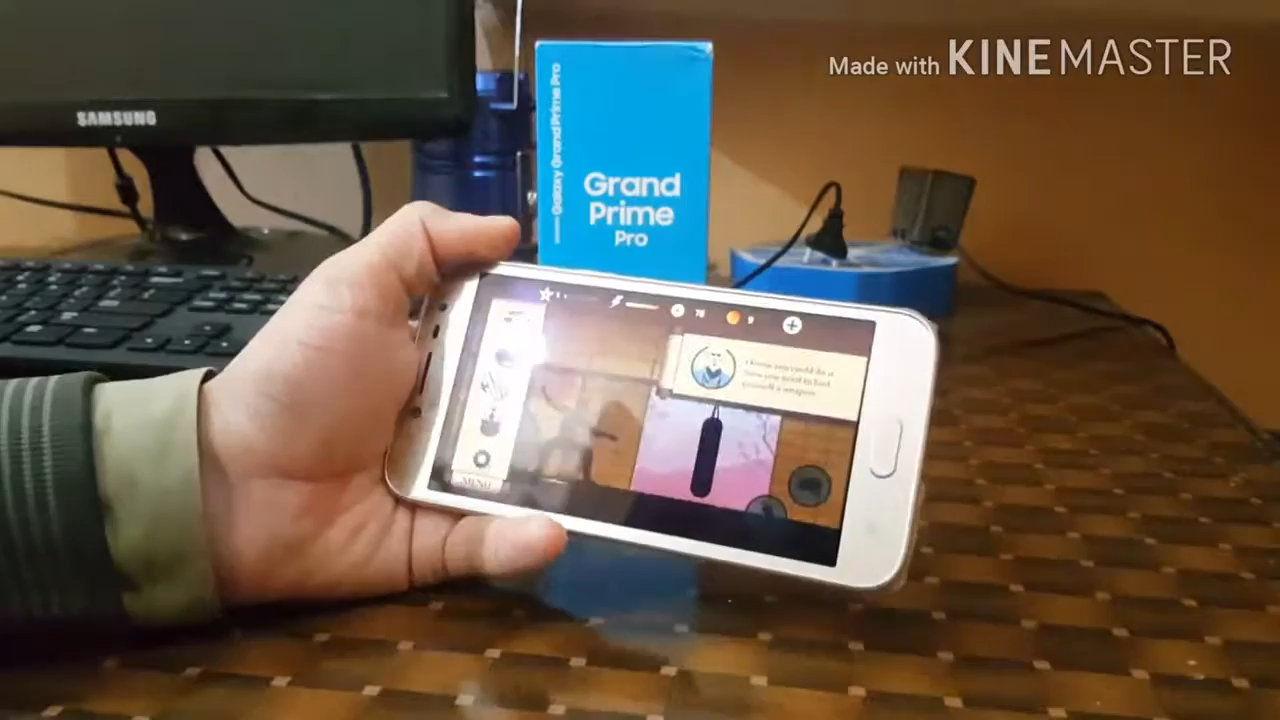 Made with KINEMASTER
SAMSUNG
Galaxy Grand Prime Pro
Grand
Prime
Pro
MENU